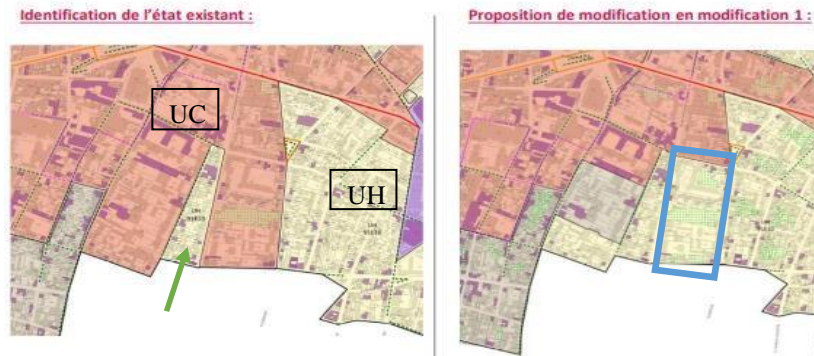 Identification de l'état existant :
Proposition de modification en modification 1 :
UC
UH